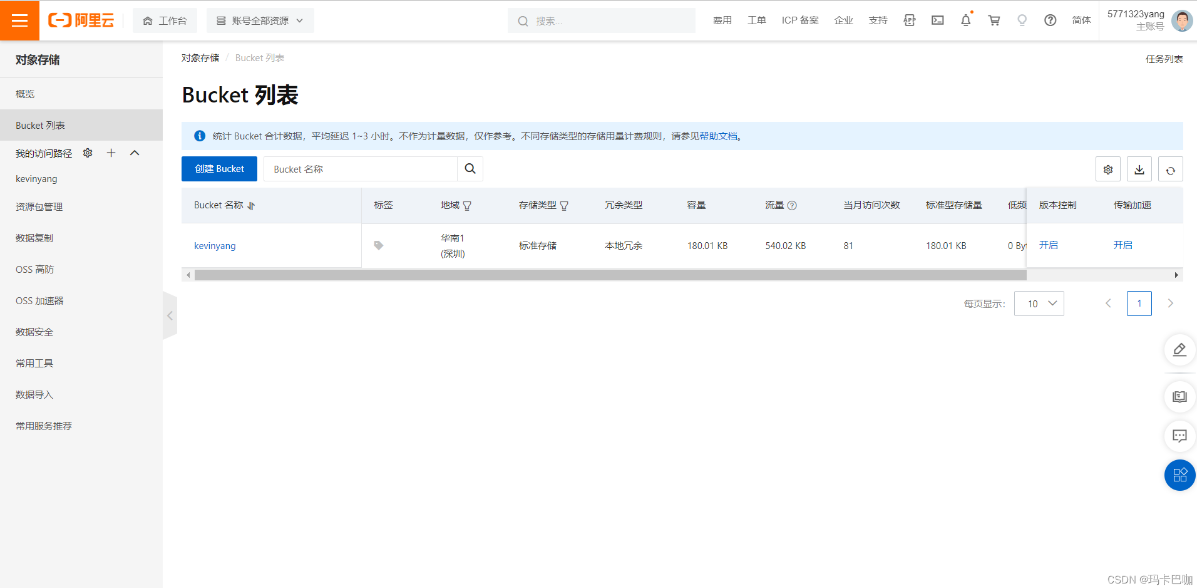 阿里云 工作台 账号全部资源 搜索... 费用 工单 ICP 备案 企业 支持 简体 5771323yang
主账号
对象存储
概览
Bucket 列表
我的访问路径
kevinyang
资源包管理
数据复制
OSS 高防
OSS 加速器
数据安全
常用工具
数据导入
常用服务推荐
对象存储 / Bucket 列表 任务列表
Bucket 列表
统计 Bucket 合计数据，平均延迟 1~3 小时。不作为计量数据，仅作参考。不同存储类型的存储用量计费规则，请参见帮助文档。
创建 Bucket Bucket 名称
Bucket 名称 标签 地域 存储类型 冗余类型 容量 流量 当月访问次数 标准型存储量 低频 版本控制 传输加速
kevinyang 华南1 标准存储 本地冗余 180.01 KB 540.02 KB 81 180.01 KB 0 By 开启 开启
(深圳)
每页显示: 10 1
CSDN @玛卡巴咖